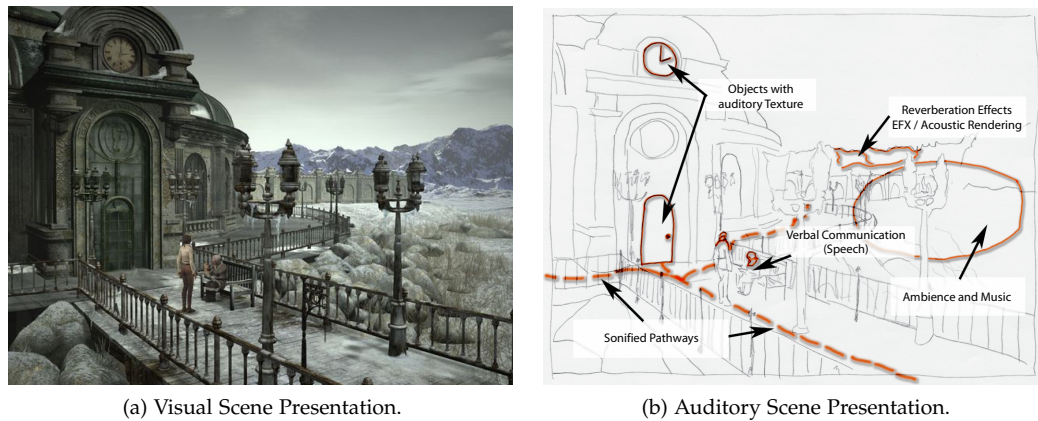 Objects with
auditory Texture
Reverberation Effects
EFX / Acoustic Rendering
Verbal Communication
(Speech)
Ambience and Music
Sonified Pathways
(a) Visual Scene Presentation.
(b) Auditory Scene Presentation.